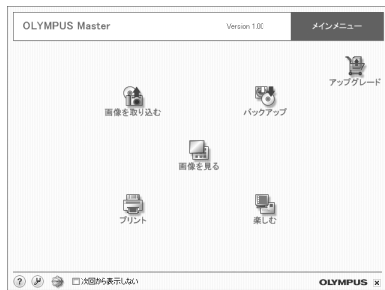 OLYMPUS Master
Version 1.00
メインメニュー
アップグレード
画像を取り込む
バックアップ
画像を見る
プリント
楽しむ
?
□次回から表示しない
OLYMPUS